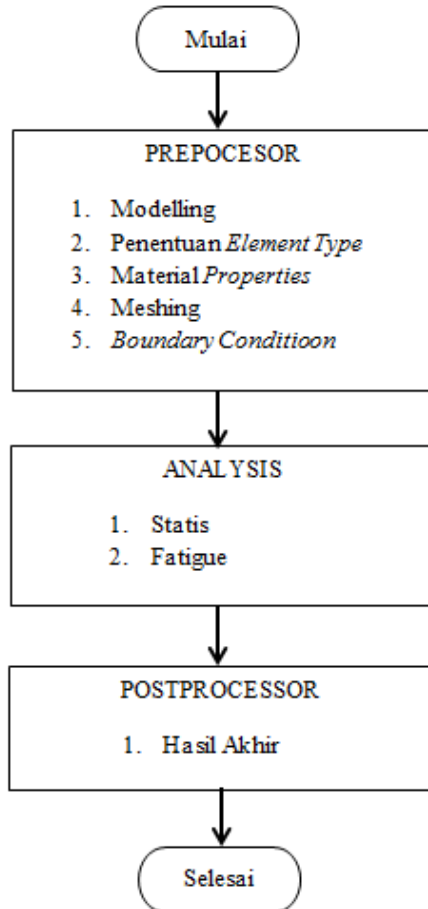 Mulai
PREPOCESOR
1. Modelling
2. Penentuan Element Type
3. Material Properties
4. Meshing
5. Boundary Conditioon
ANALYSIS
1. Statis
2. Fatigue
POSTPROCESSOR
1. Hasil Akhir
Selesai